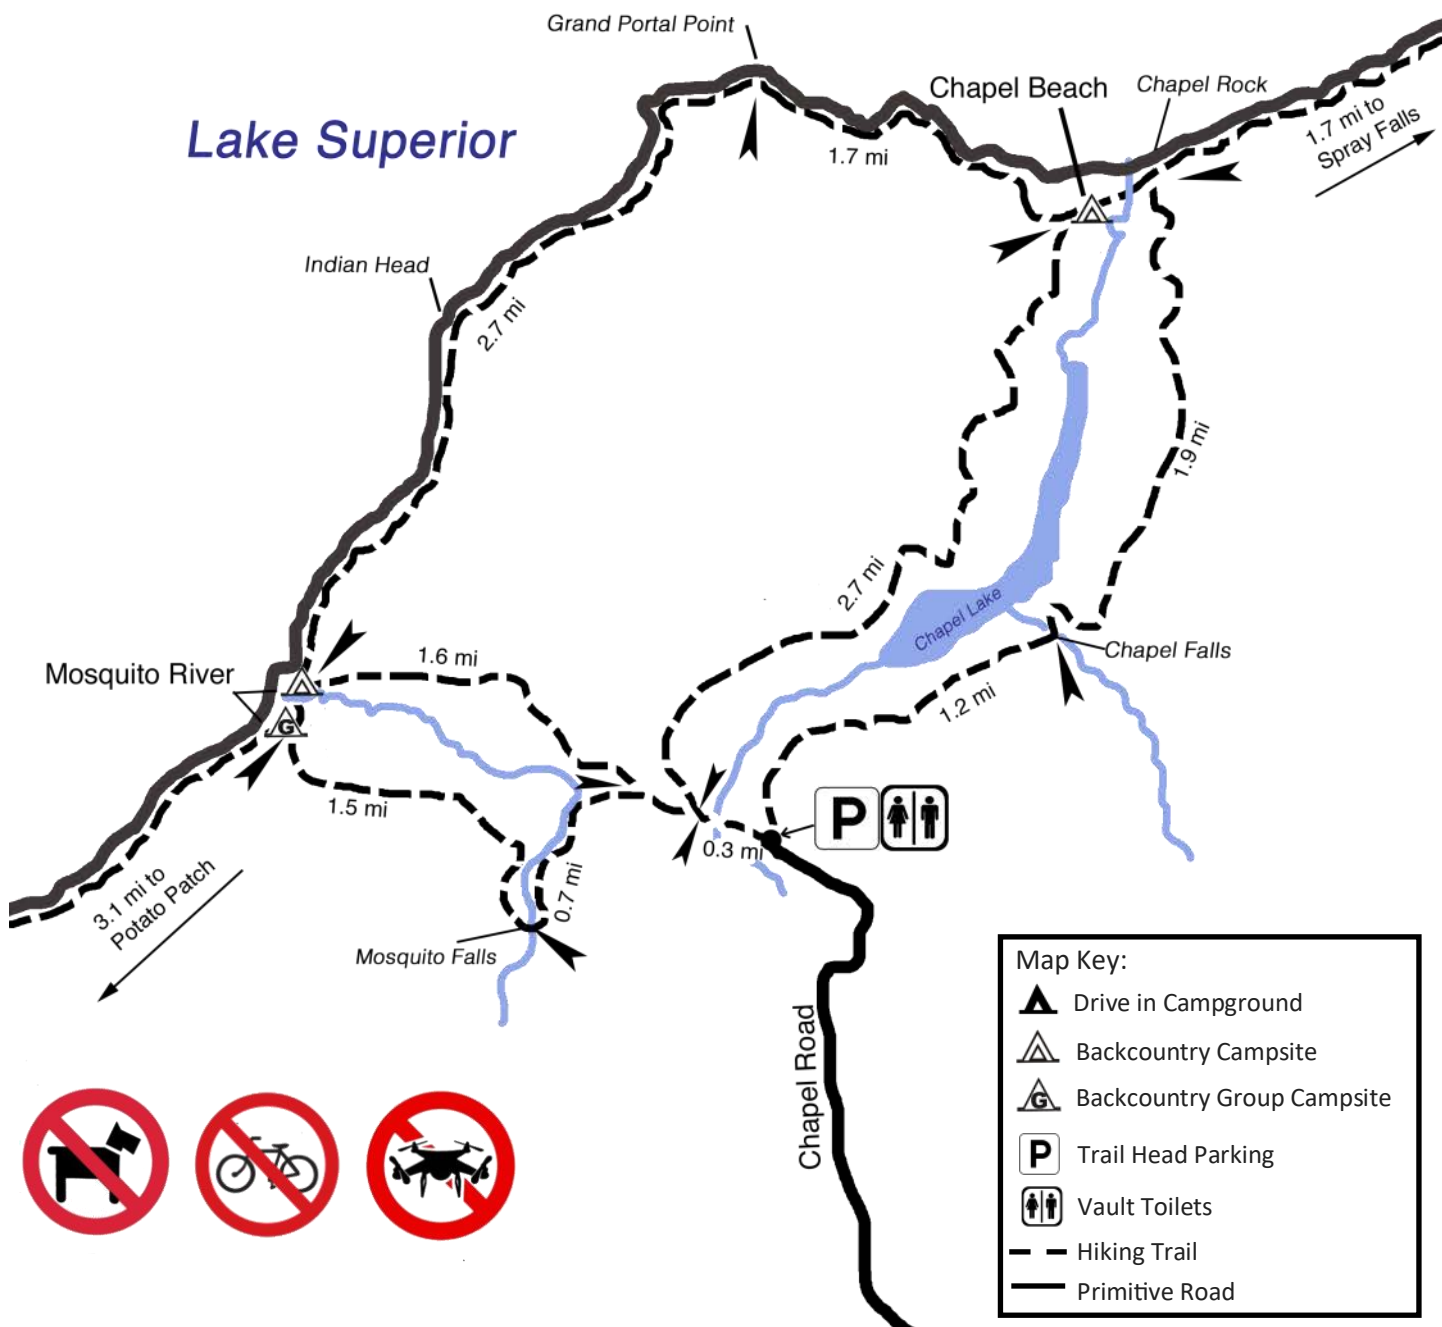 Grand Portal Point
Chapel Beach
Chapel Rock
Lake Superior
1.7 mi
1.7 mi to
Spray Falls
Indian Head
2.7 mi
1.9 mi
2.7 mi
Chapel Lake
Chapel Falls
Mosquito River
1.6 mi
1.2 mi
G
1.5 mi
P
0.3 mi
0.7 mi
3.1 mi to
Potato Patch
Mosquito Falls
Chapel Road
Map Key:
Drive in Campground
Backcountry Campsite
G Backcountry Group Campsite
P Trail Head Parking
Vault Toilets
Hiking Trail
Primitive Road